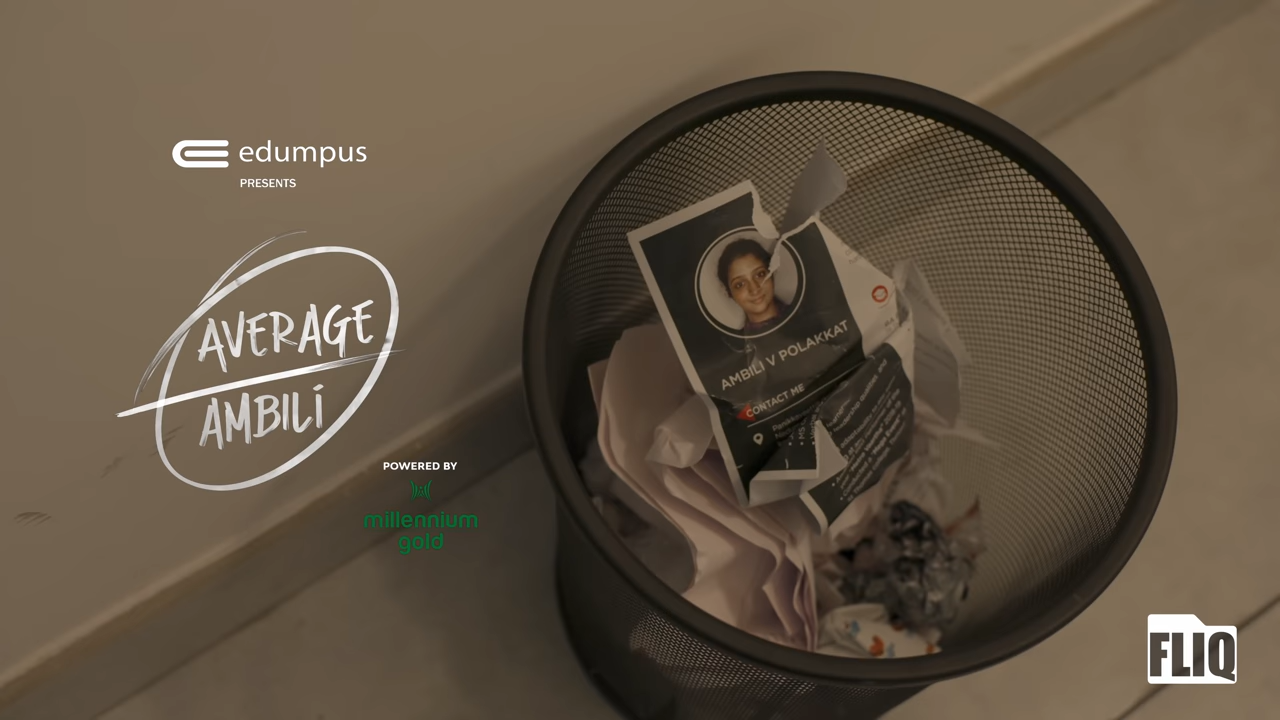 edumpus
PRESENTS
AVERAGE
AMBILI
POWERED BY
millennium
gold
AMBILI V POLAKKAT
CONTACT ME
FLIQ